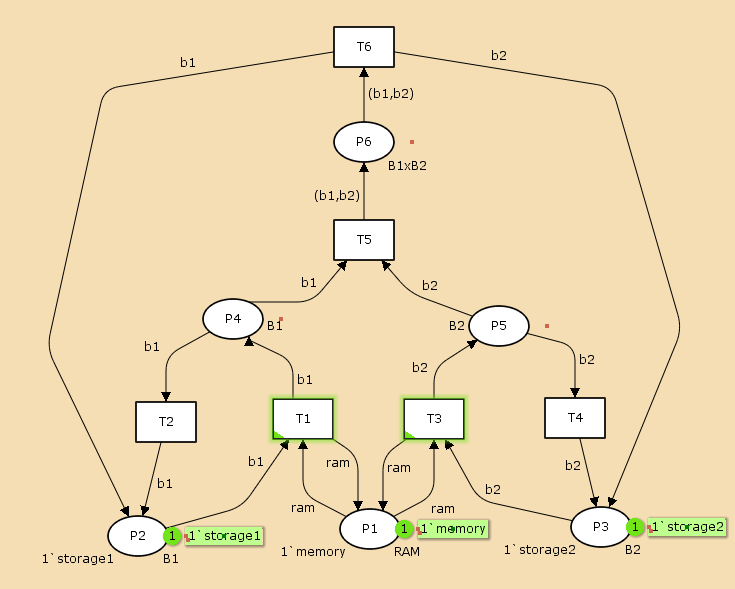 T6
b1
b2
(b1,b2)
P6
B1xB2
(b1,b2)
T5
b1
b2
P4
B1
B2
P5
b1
b2
b2
b1
T2
T1
T3
T4
b1
ram
ram
b2
b1
b2
ram
ram
P2
1
1`storage1
P1
1
1`memory
P3
1
1`storage2
1`storage1
B1
1`memory
RAM
1`storage2
B2